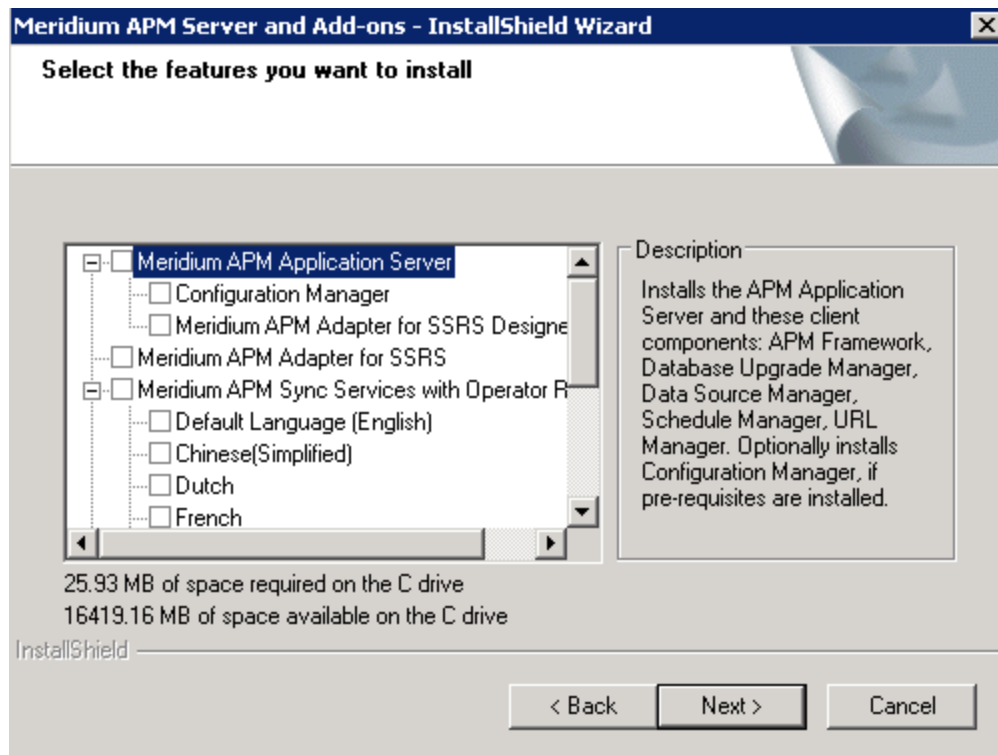 Meridium APM Server and Add-ons - InstallShield Wizard
Select the features you want to install
Meridium APM Application Server
Configuration Manager
Meridium APM Adapter for SSRS Designe
Meridium APM Adapter for SSRS
Meridium APM Sync Services with Operator R
Default Language (English)
Chinese(Simplified)
Dutch
French
Description
Installs the APM Application
Server and these client
components: APM Framework,
Database Upgrade Manager,
Data Source Manager,
Schedule Manager, URL
Manager. Optionally installs
Configuration Manager, if
pre-requisites are installed.
25.93 MB of space required on the C drive
16419.16 MB of space available on the C drive
InstallShield
< Back
Next >
Cancel